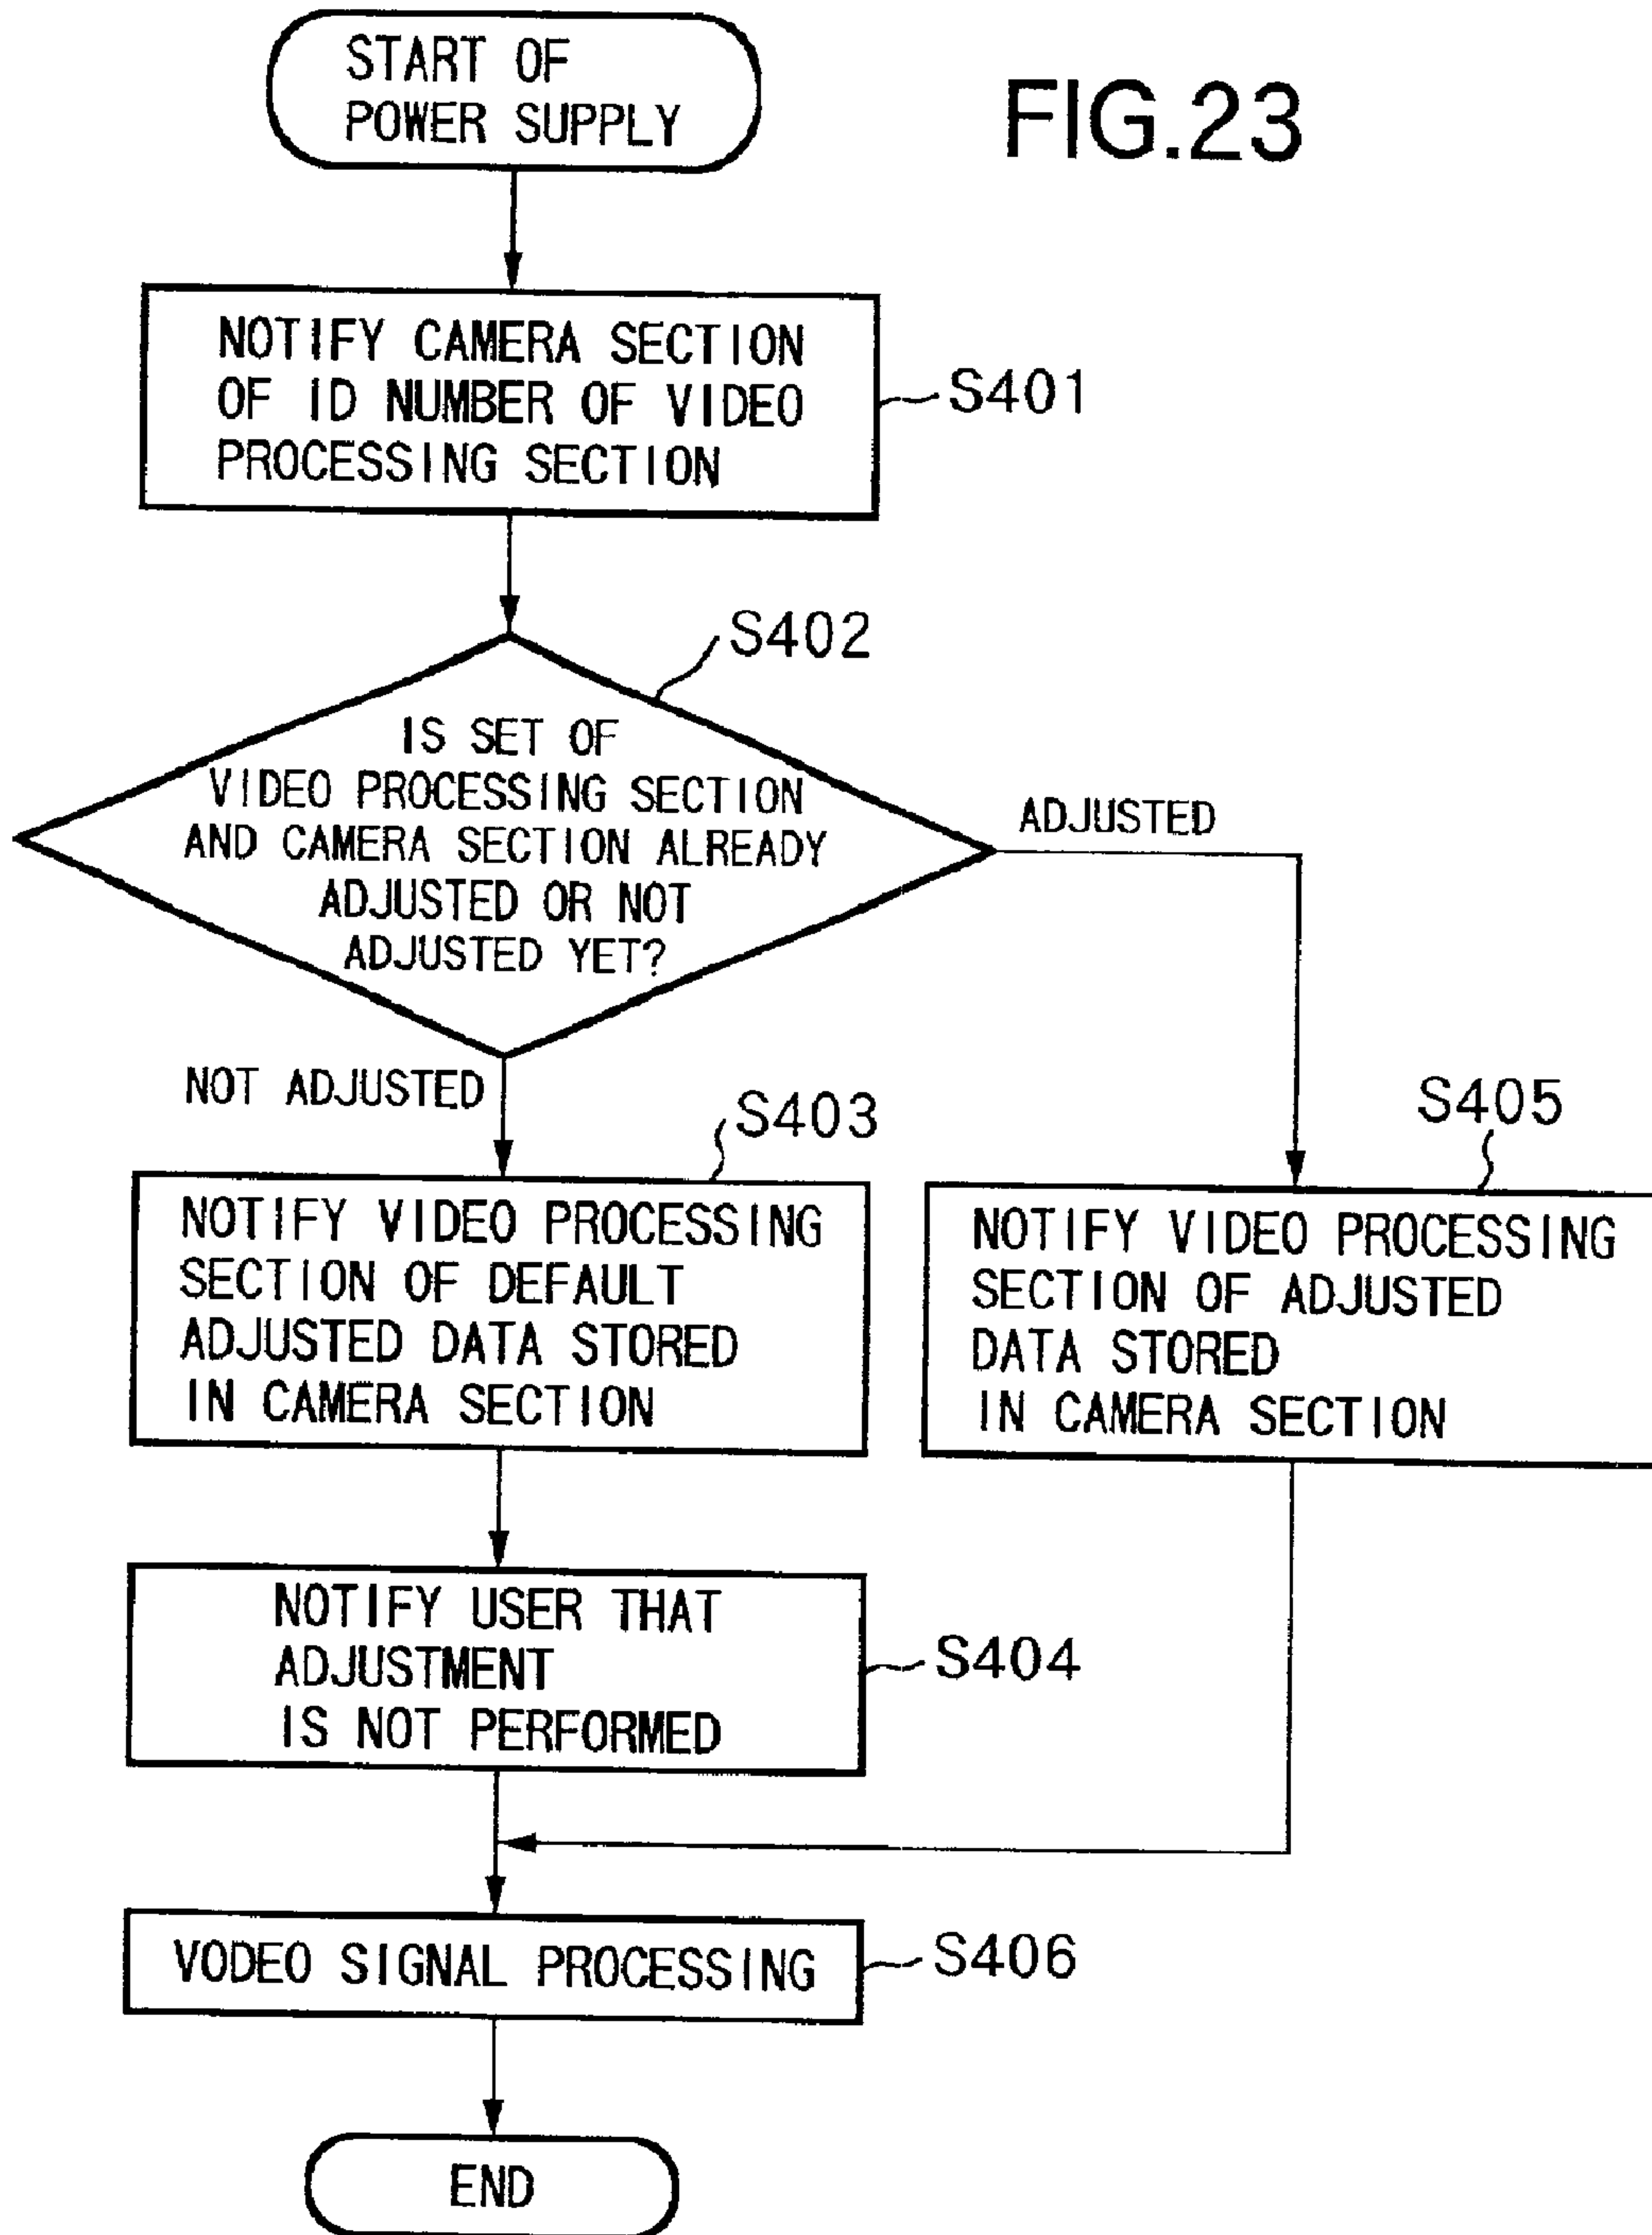 START OF
POWER SUPPLY
FIG.23
NOTIFY CAMERA SECTION
OF ID NUMBER OF VIDEO
PROCESSING SECTION
S401
S402
IS SET OF
VIDEO PROCESSING SECTION
AND CAMERA SECTION ALREADY
ADJUSTED OR NOT
ADJUSTED YET?
ADJUSTED
NOT ADJUSTED
S403
NOTIFY VIDEO PROCESSING
SECTION OF DEFAULT
ADJUSTED DATA STORED
IN CAMERA SECTION
S405
NOTIFY VIDEO PROCESSING
SECTION OF ADJUSTED
DATA STORED
IN CAMERA SECTION
NOTIFY USER THAT
ADJUSTMENT
IS NOT PERFORMED
S404
VODEO SIGNAL PROCESSING
S406
END